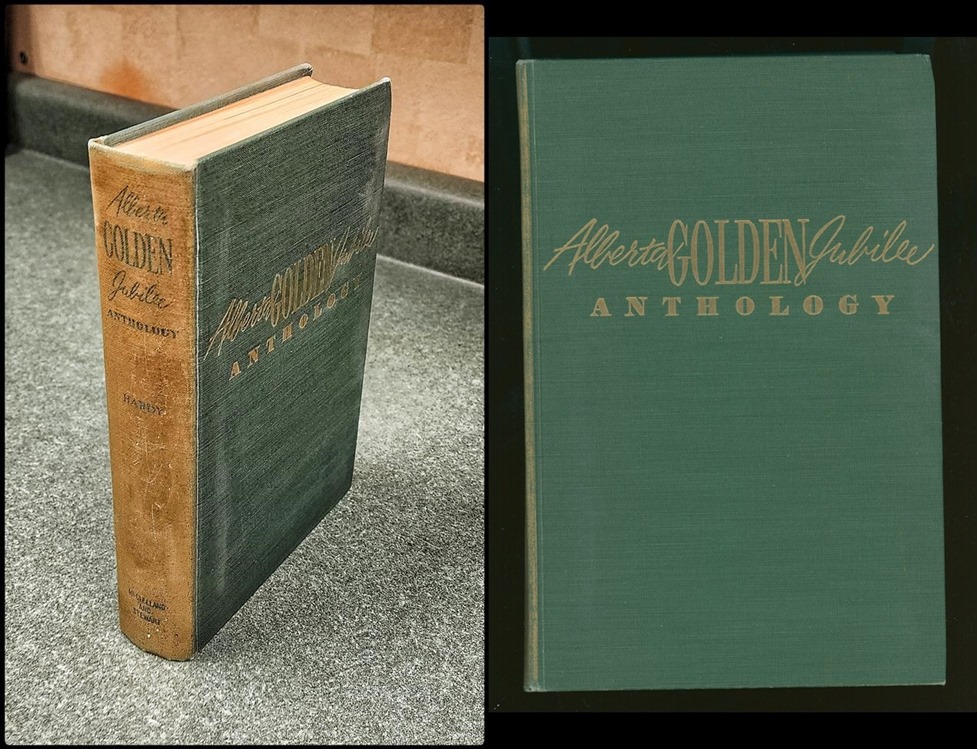 Alberta
GOLDEN
Jubilee
ANTHOLOGY
HARDY
McCLELLAND
AND
STEWART
Alberta GOLDEN Jubilee
ANTHOLOGY
Alberta GOLDEN Jubilee
ANTHOLOGY